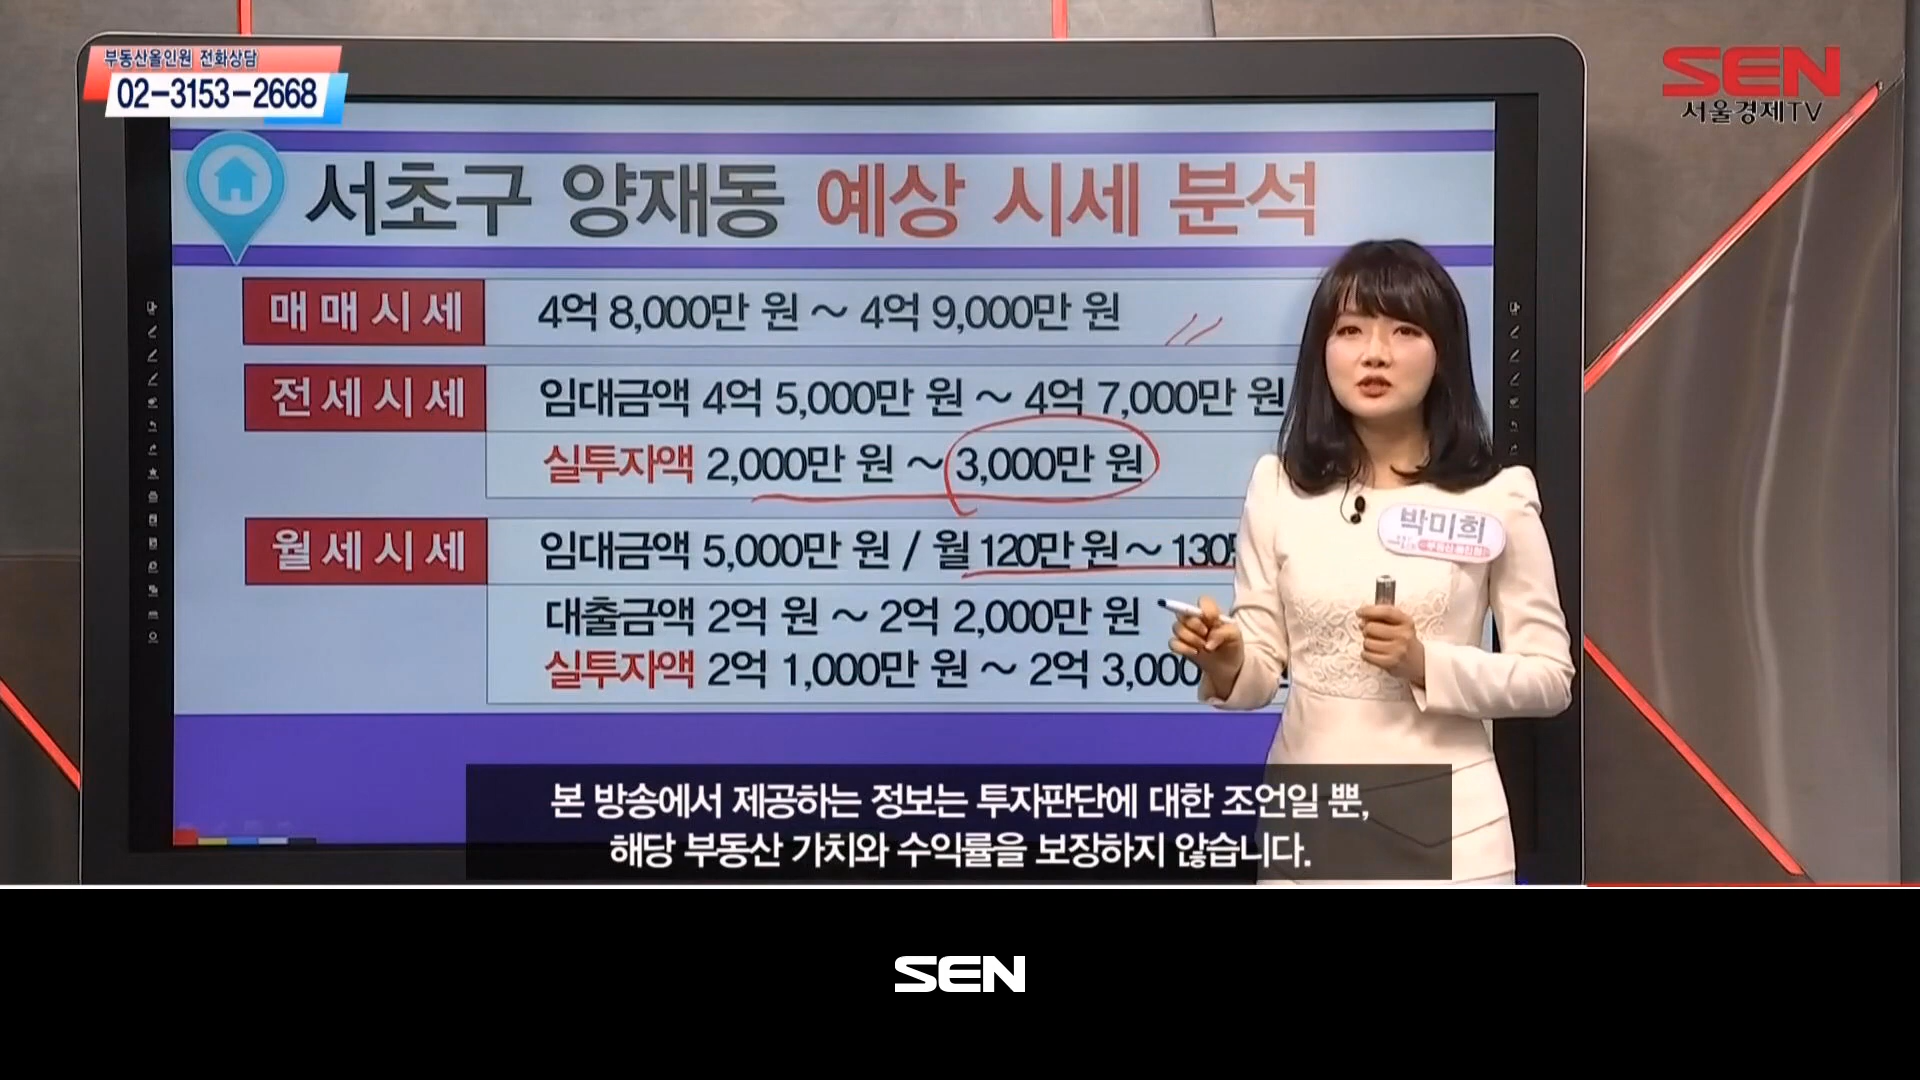 부동산올인원 전화상담
02-3153-2668
SEN
서울경제TV
서초구 양재동 예상 시세 분석
매매시세 4억 8,000만 원 ~ 4억 9,000만 원
전세시세 임대금액 4억 5,000만 원 ~ 4억 7,000만 원
실투자액 2,000만 원 ~ 3,000만 원
월세시세 임대금액 5,000만 원 / 월 120만 원 ~ 130
대출금액 2억 원 ~ 2억 2,000만 원
실투자액 2억 1,000만 원 ~ 2억 3,000
박미희
본 방송에서 제공하는 정보는 투자판단에 대한 조언일 뿐,
해당 부동산 가치와 수익률을 보장하지 않습니다.
SEN